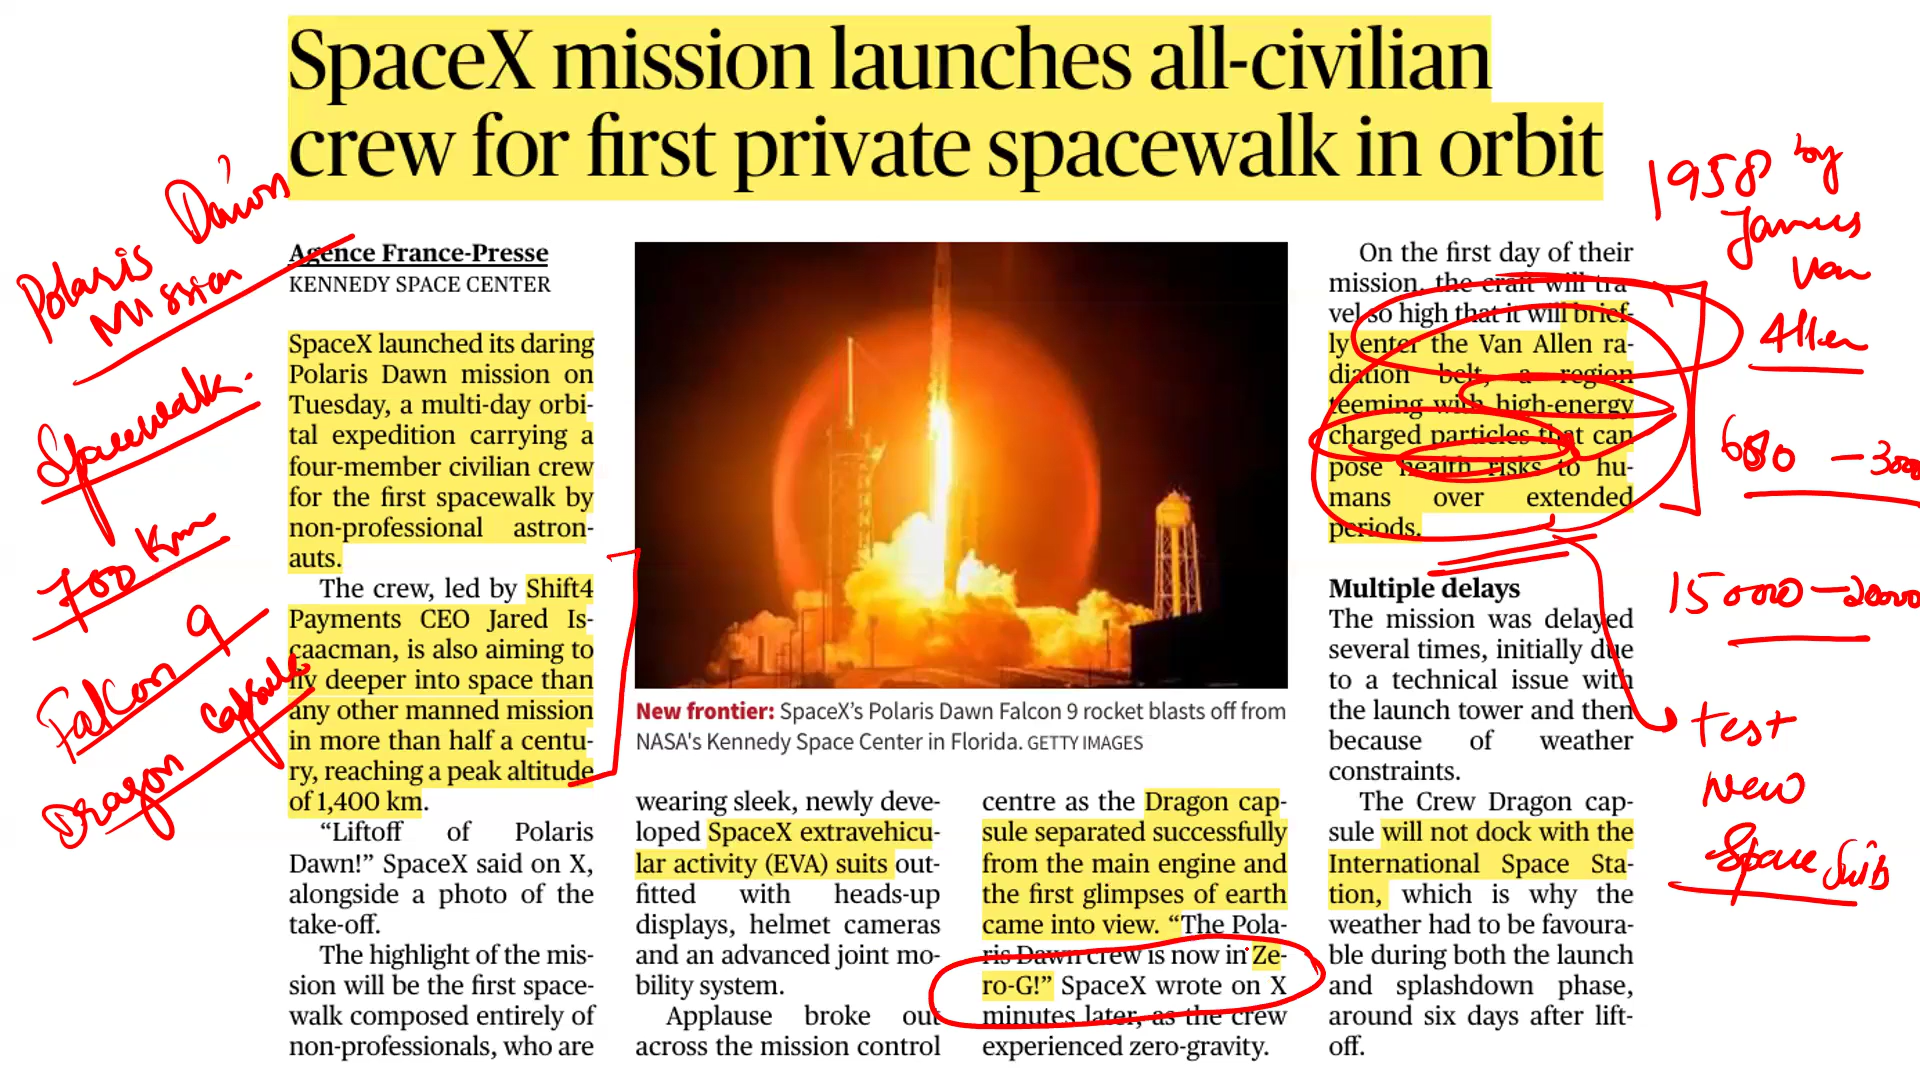 SpaceX mission launches all-civilian
crew for first private spacewalk in orbit
Polaris Dawn
Mission
Spacewalk.
700 Km
Falcon 9
Dragon Capsule
Agence France-Presse
KENNEDY SPACE CENTER
SpaceX launched its daring
Polaris Dawn mission on
Tuesday, a multi-day orbi-
tal expedition carrying a
four-member civilian crew
for the first spacewalk by
non-professional astron-
auts.
The crew, led by Shift4
Payments CEO Jared Is-
caacman, is also aiming to
fly deeper into space than
any other manned mission
in more than half a centu-
ry, reaching a peak altitude
of 1,400 km.
“Liftoff of Polaris
Dawn!” SpaceX said on X,
alongside a photo of the
take-off.
The highlight of the mis-
sion will be the first space-
walk composed entirely of
non-professionals, who are
New frontier: SpaceX’s Polaris Dawn Falcon 9 rocket blasts off from
NASA's Kennedy Space Center in Florida. GETTY IMAGES
wearing sleek, newly deve-
loped SpaceX extravehicu-
lar activity (EVA) suits out-
fitted with heads-up
displays, helmet cameras
and an advanced joint mo-
bility system.
Applause broke out
across the mission control
centre as the Dragon cap-
sule separated successfully
from the main engine and
the first glimpses of earth
came into view. “The Pola-
ris Dawn crew is now in Ze-
ro-G!” SpaceX wrote on X
minutes later, as the crew
experienced zero-gravity.
On the first day of their
mission, the craft will tra-
vel so high that it will brief-
ly enter the Van Allen ra-
diation belt, a region
teeming with high-energy
charged particles that can
pose health risks to hu-
mans over extended
periods.
Multiple delays
The mission was delayed
several times, initially due
to a technical issue with
the launch tower and then
because of weather
constraints.
The Crew Dragon cap-
sule will not dock with the
International Space Sta-
tion, which is why the
weather had to be favoura-
ble during both the launch
and splashdown phase,
around six days after lift-
off.
1958 by
James
Van
Allen
15000 – 20000
test
New
Space